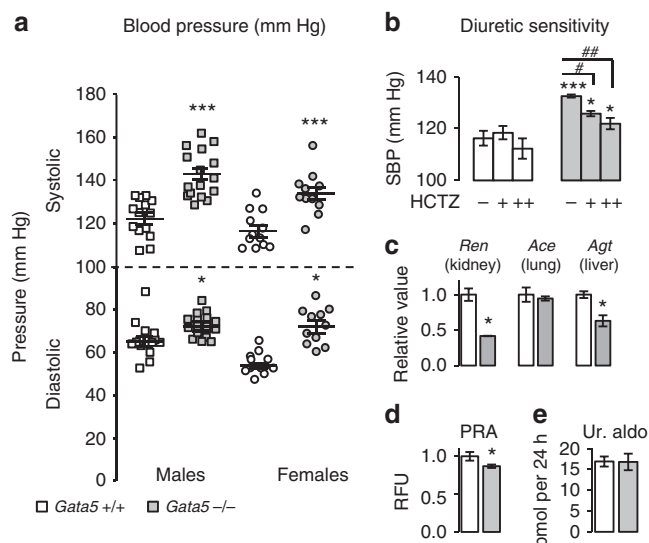 a
Blood pressure (mm Hg)
Pressure (mm Hg)
Systolic
Diastolic
180
160
140
120
100
80
60
40
20
0
***
***
*
*
Males
Females
Gata5 +/+
Gata5 –/–
b
Diuretic sensitivity
SBP (mm Hg)
140
120
100
##
#
***
*
*
HCTZ
– + ++
– + ++
c
Ren
(kidney)
Ace
(lung)
Agt
(liver)
Relative value
1.0
0.5
0.0
*
*
d
PRA
RFU
1.0
0.5
0.0
*
e
Ur. aldo
pmol per 24 h
20
15
10
5
0